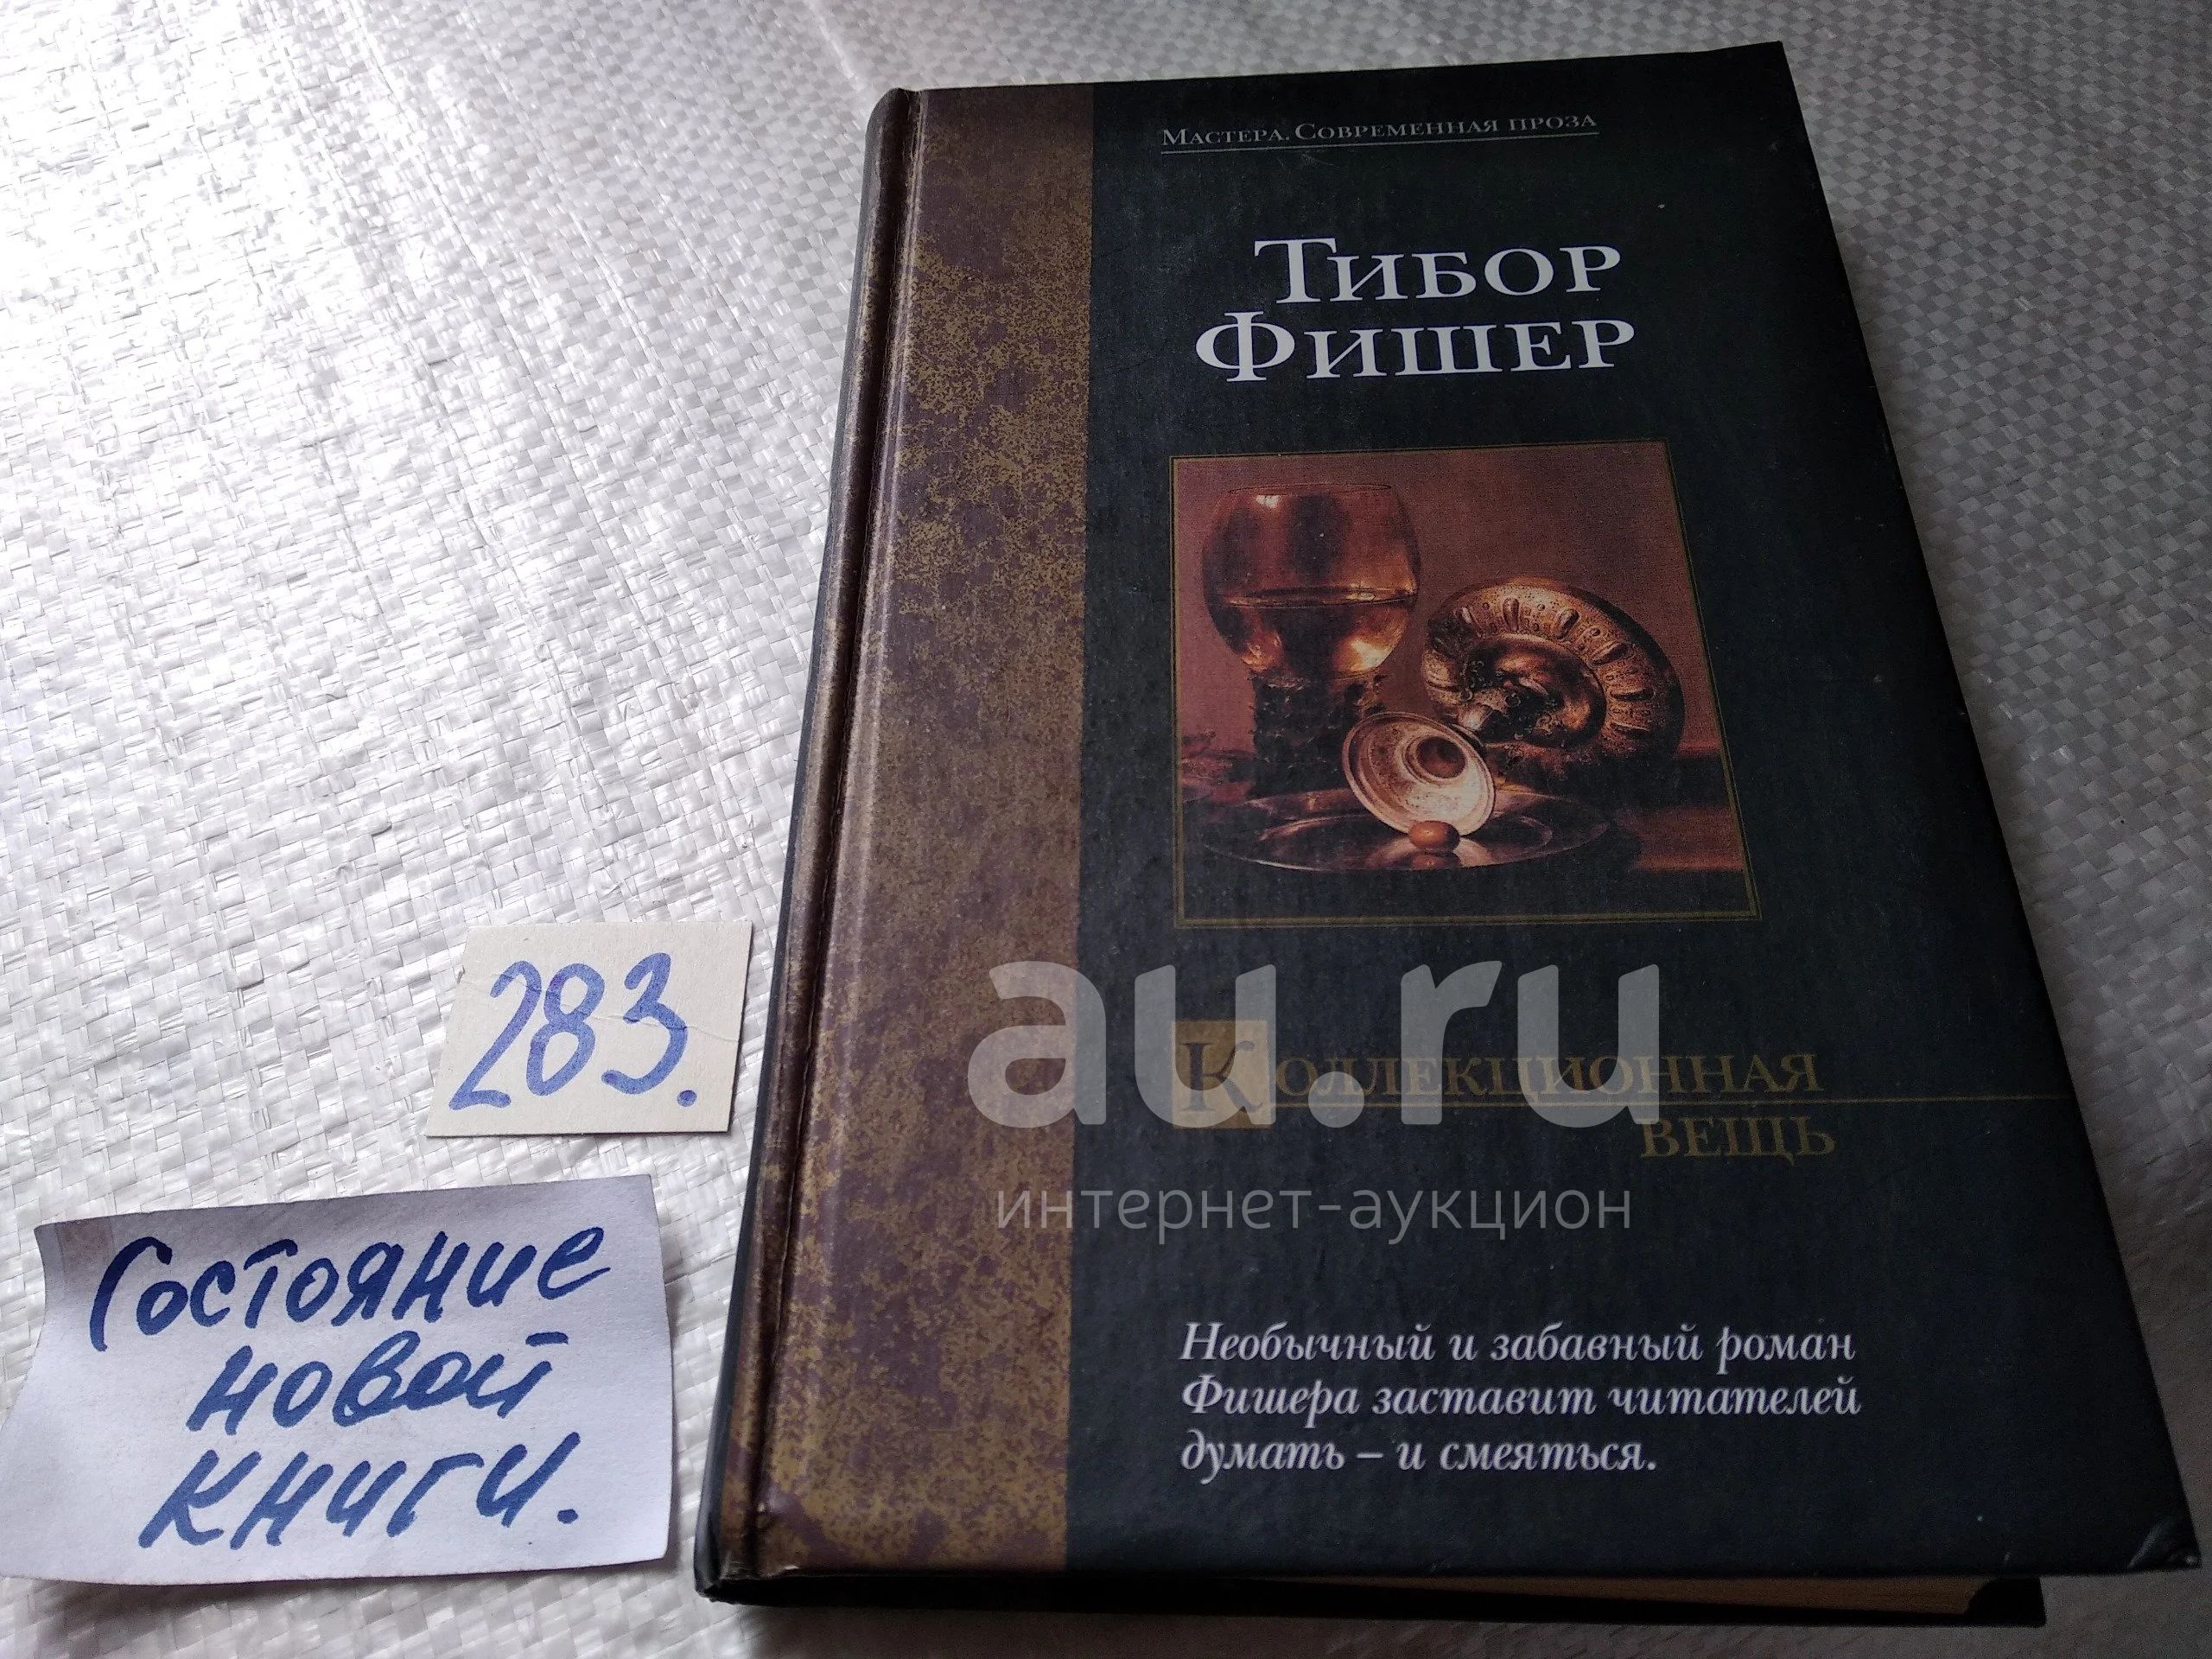 Мастера. Современная проза
Тибор
Фишер
Коллекционная
вещь
au.ru
интернет-аукцион
Необычный и забавный роман
Фишера заставит читателей
думать – и смеяться.
283.
Состояние
новой
книги.